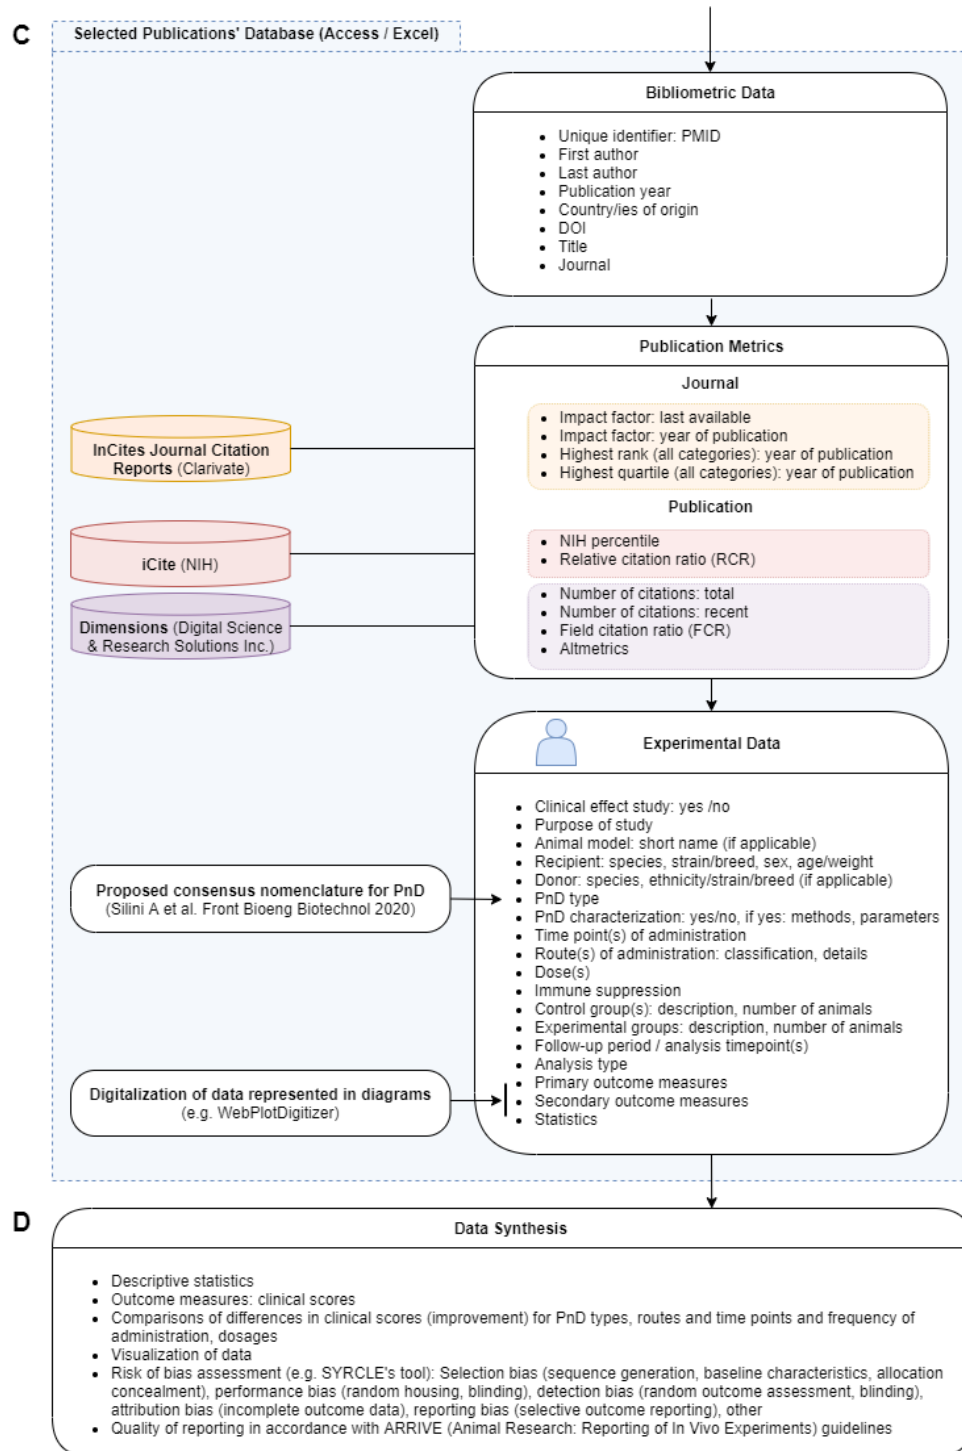 C
Selected Publications' Database (Access / Excel)
Bibliometric Data
• Unique identifier: PMID
• First author
• Last author
• Publication year
• Country/ies of origin
• DOI
• Title
• Journal
Publication Metrics
Journal
• Impact factor: last available
• Impact factor: year of publication
• Highest rank (all categories): year of publication
• Highest quartile (all categories): year of publication
InCites Journal Citation
Reports (Clarivate)
Publication
• NIH percentile
• Relative citation ratio (RCR)
iCite (NIH)
• Number of citations: total
• Number of citations: recent
• Field citation ratio (FCR)
• Altmetrics
Dimensions (Digital Science
& Research Solutions Inc.)
Experimental Data
• Clinical effect study: yes /no
• Purpose of study
• Animal model: short name (if applicable)
• Recipient: species, strain/breed, sex, age/weight
• Donor: species, ethnicity/strain/breed (if applicable)
• PnD type
• PnD characterization: yes/no, if yes: methods, parameters
• Time point(s) of administration
• Route(s) of administration: classification, details
• Dose(s)
• Immune suppression
• Control group(s): description, number of animals
• Experimental groups: description, number of animals
• Follow-up period / analysis timepoint(s)
• Analysis type
• Primary outcome measures
• Secondary outcome measures
• Statistics
Proposed consensus nomenclature for PnD
(Silini A et al. Front Bioeng Biotechnol 2020)
Digitalization of data represented in diagrams
(e.g. WebPlotDigitizer)
D
Data Synthesis
• Descriptive statistics
• Outcome measures: clinical scores
• Comparisons of differences in clinical scores (improvement) for PnD types, routes and time points and frequency of
administration, dosages
• Visualization of data
• Risk of bias assessment (e.g. SYRCLE's tool): Selection bias (sequence generation, baseline characteristics, allocation
concealment), performance bias (random housing, blinding), detection bias (random outcome assessment, blinding),
attribution bias (incomplete outcome data), reporting bias (selective outcome reporting), other
• Quality of reporting in accordance with ARRIVE (Animal Research: Reporting of In Vivo Experiments) guidelines